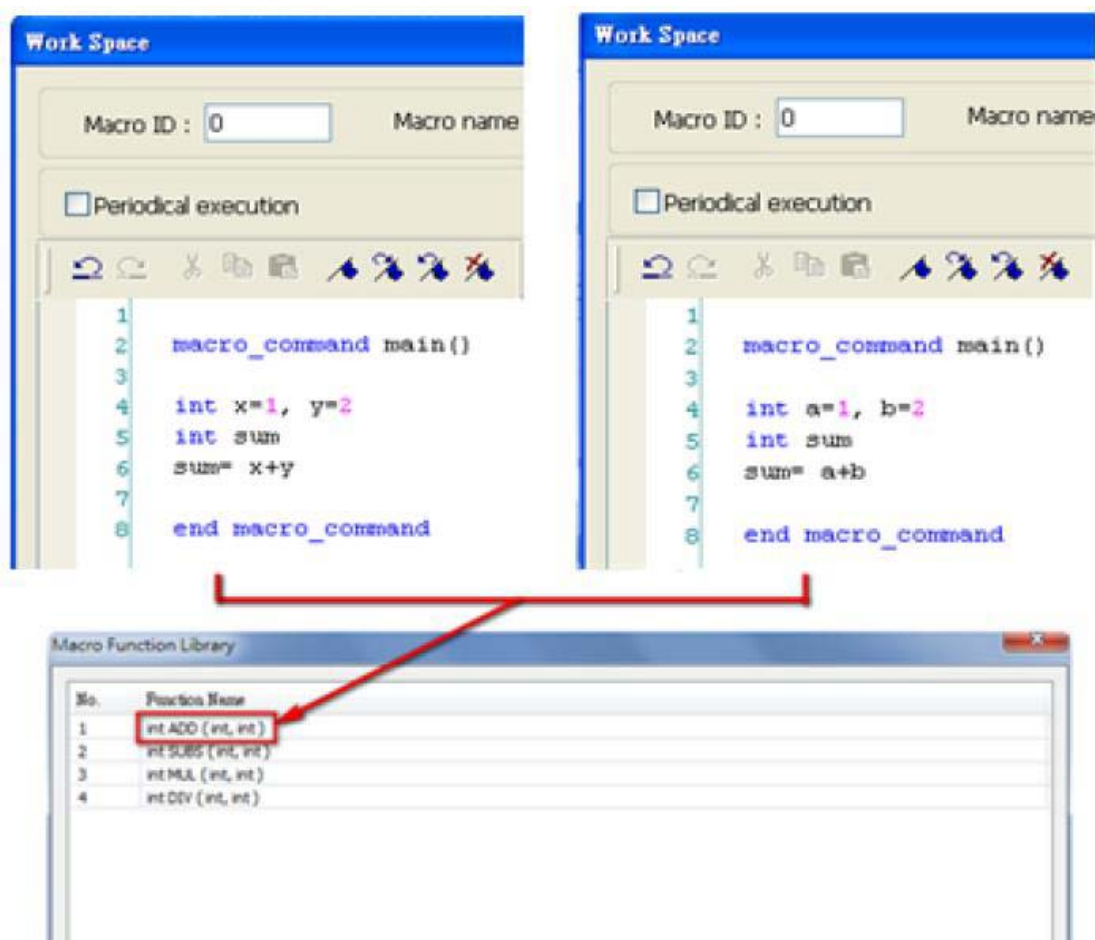 Work Space
Macro ID : 0 Macro name
Periodical execution
1
2 macro_command main()
3
4 int x=1, y=2
5 int sum
6 sum= x+y
7
8 end macro_command
Work Space
Macro ID : 0 Macro name
Periodical execution
1
2 macro_command main()
3
4 int a=1, b=2
5 int sum
6 sum= a+b
7
8 end macro_command
Macro Function Library
No. Function Name
1 int ADD ( int, int )
2 int SUBS ( int, int )
3 int MUL ( int, int )
4 int DIV ( int, int )